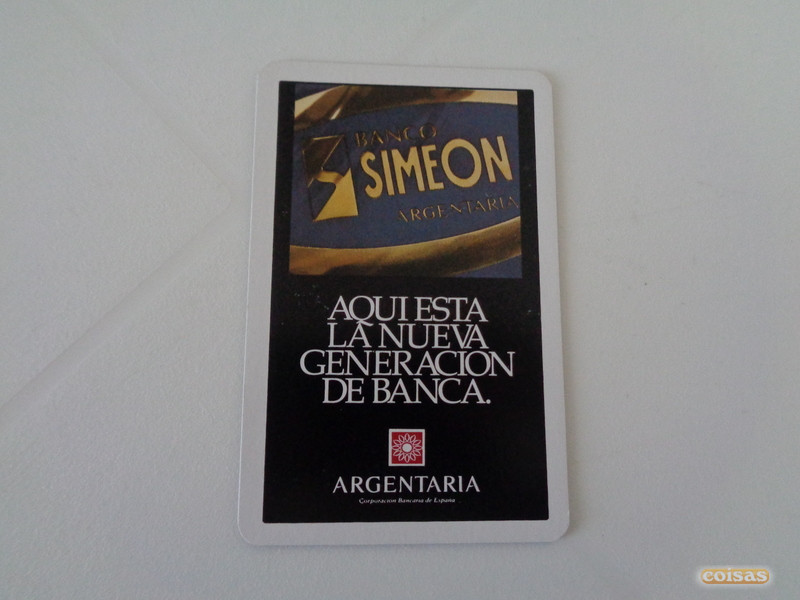 BANCO
SIMEON
ARGENTARIA
AQUI ESTA
LA NUEVA
GENERACION
DE BANCA.
ARGENTARIA
Corporación Bancaria de España
coisas